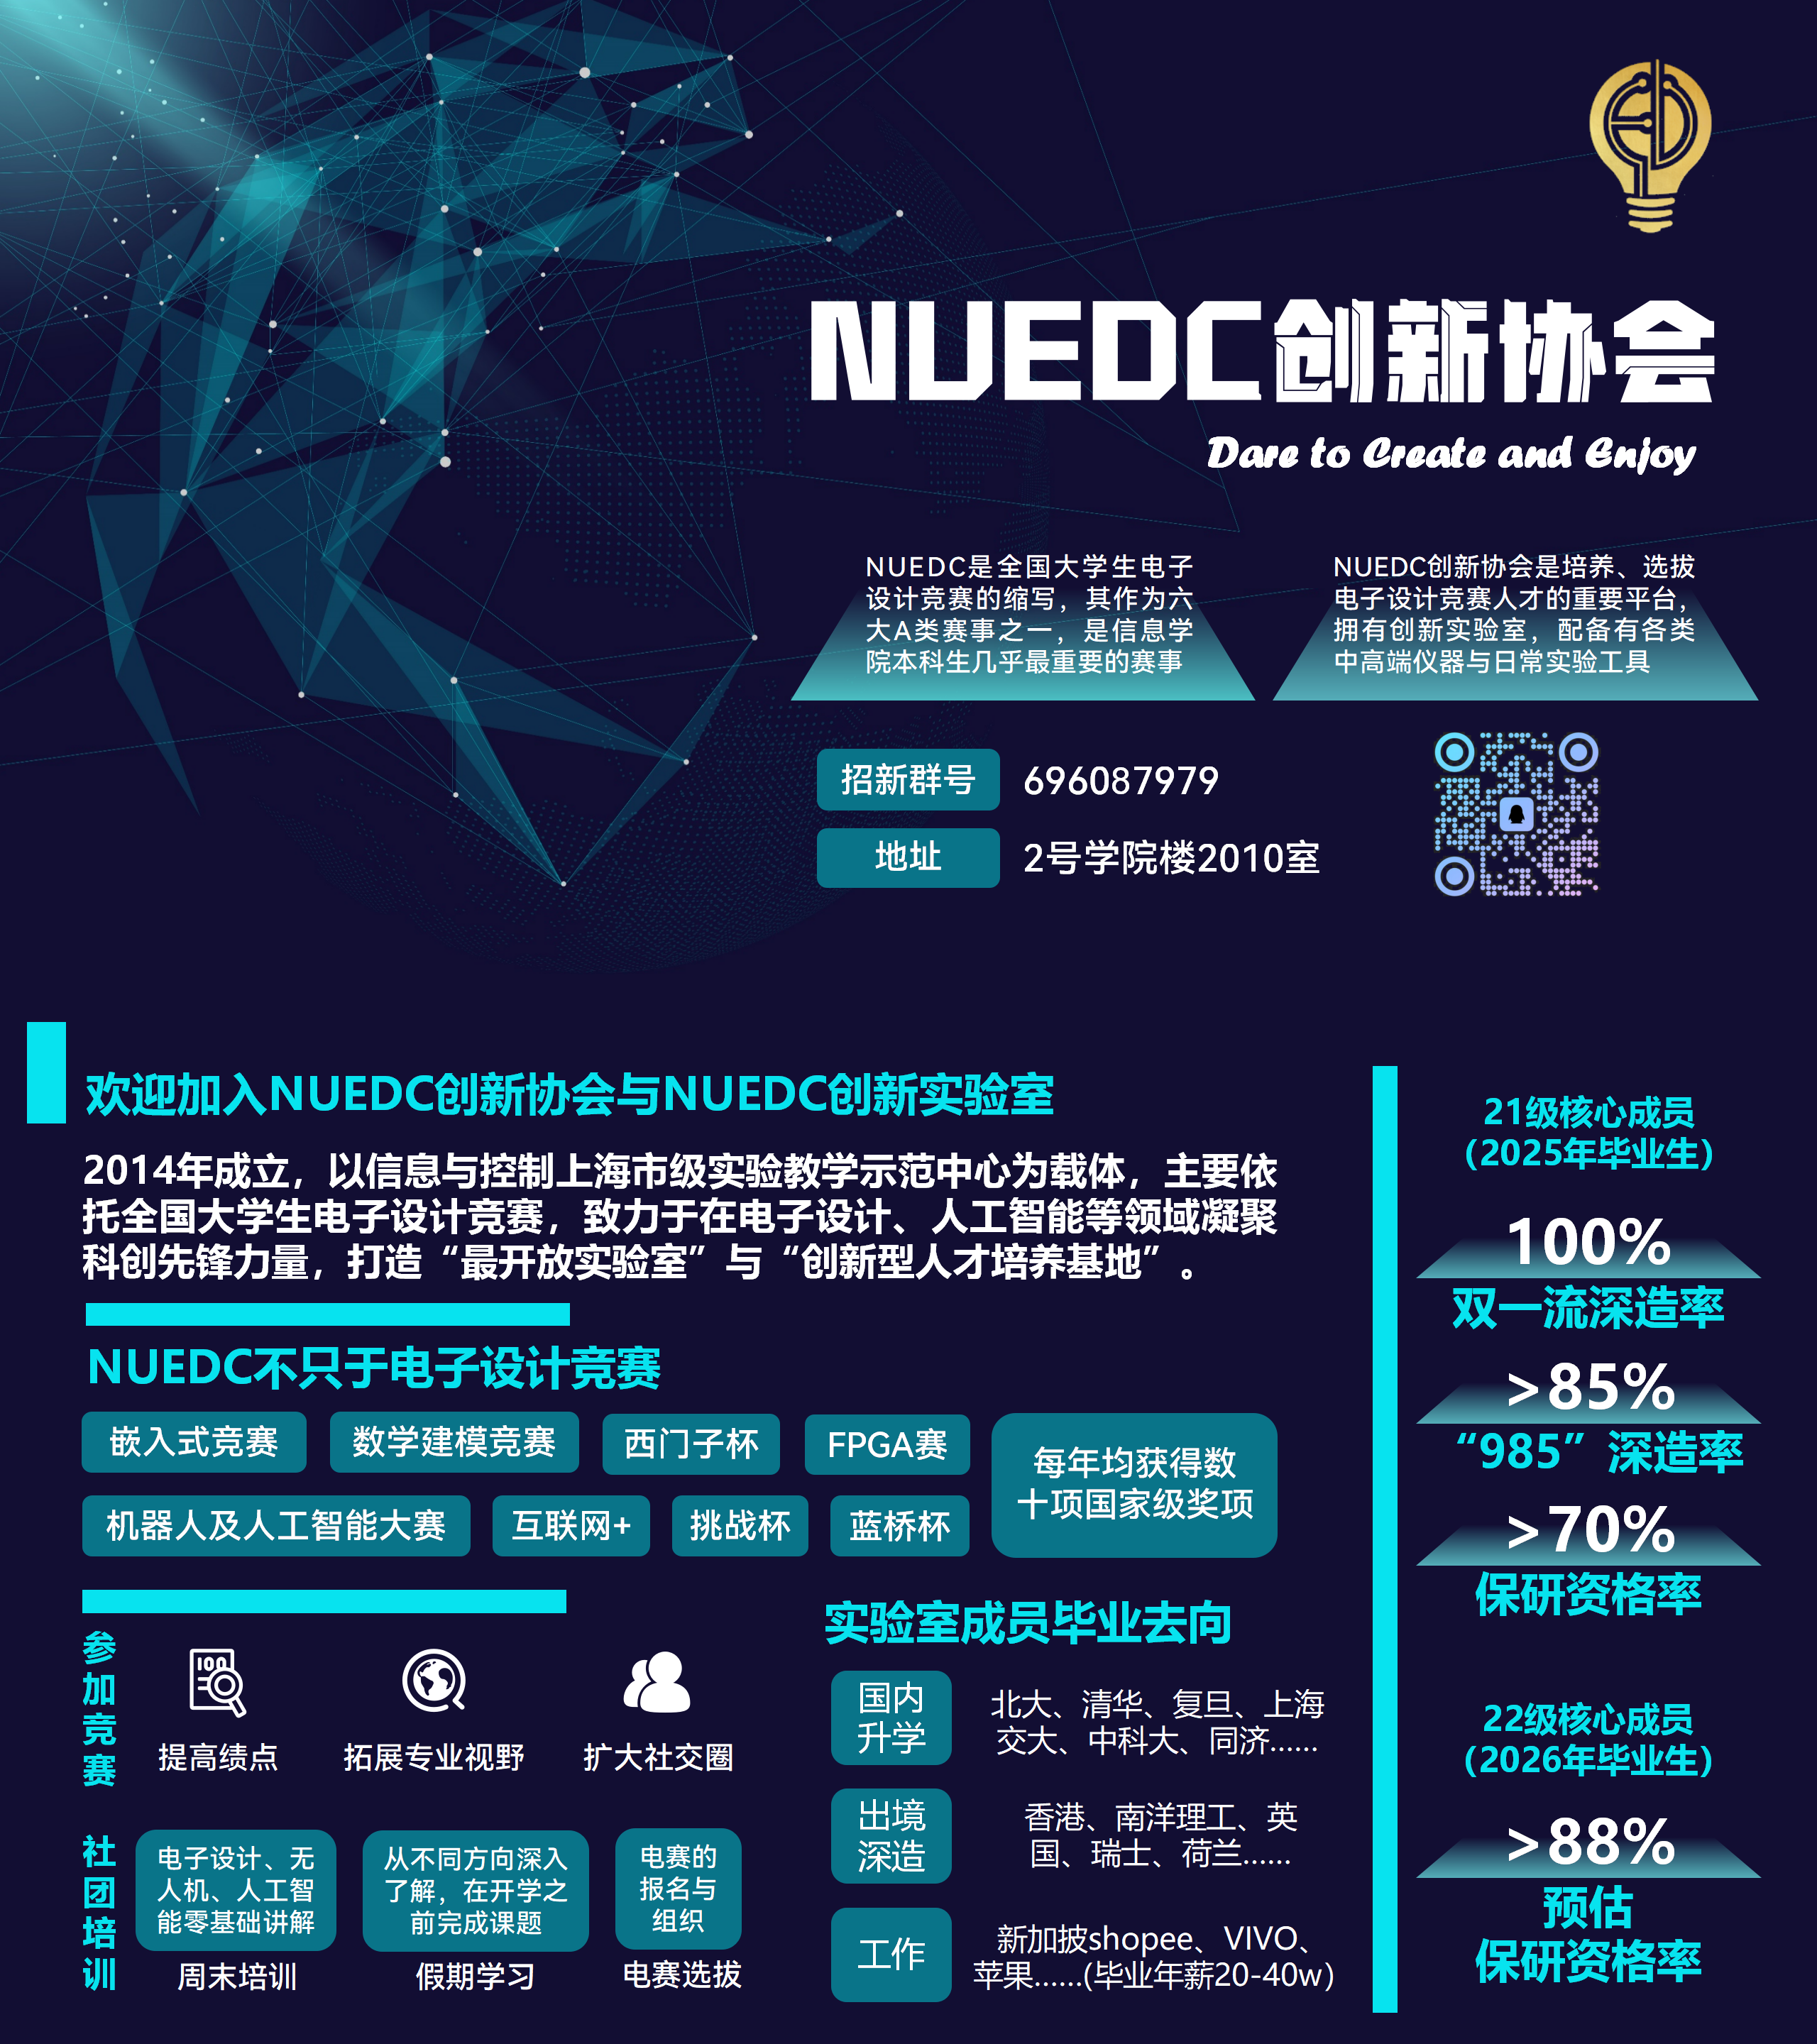 NUEDC创新协会
Dare to Create and Enjoy
NUEDC是全国大学生电子
设计竞赛的缩写，其作为六
大A类赛事之一，是信息学
院本科生几乎最重要的赛事
NUEDC创新协会是培养、选拔
电子设计竞赛人才的重要平台，
拥有创新实验室，配备有各类
中高端仪器与日常实验工具
招新群号 696087979
地址 2号学院楼2010室
欢迎加入NUEDC创新协会与NUEDC创新实验室
2014年成立，以信息与控制上海市级实验教学示范中心为载体，主要依
托全国大学生电子设计竞赛，致力于在电子设计、人工智能等领域凝聚
科创先锋力量，打造“最开放实验室”与“创新型人才培养基地”。
NUEDC不只于电子设计竞赛
嵌入式竞赛 数学建模竞赛 西门子杯 FPGA赛
机器人及人工智能大赛 互联网+ 挑战杯 蓝桥杯
每年均获得数
十项国家级奖项
参加竞赛
100
提高绩点 拓展专业视野 扩大社交圈
社团培训
电子设计、无
人机、人工智
能零基础讲解
周末培训
从不同方向深入
了解，在开学之
前完成课题
假期学习
电赛的
报名与
组织
电赛选拔
实验室成员毕业去向
国内
升学
北大、清华、复旦、上海
交大、中科大、同济......
出境
深造
香港、南洋理工、英
国、瑞士、荷兰......
工作
新加披shopee、VIVO、
苹果......(毕业年薪20-40w)
21级核心成员
（2025年毕业生）
100%
双一流深造率
>85%
“985”深造率
>70%
保研资格率
22级核心成员
（2026年毕业生）
>88%
预估
保研资格率